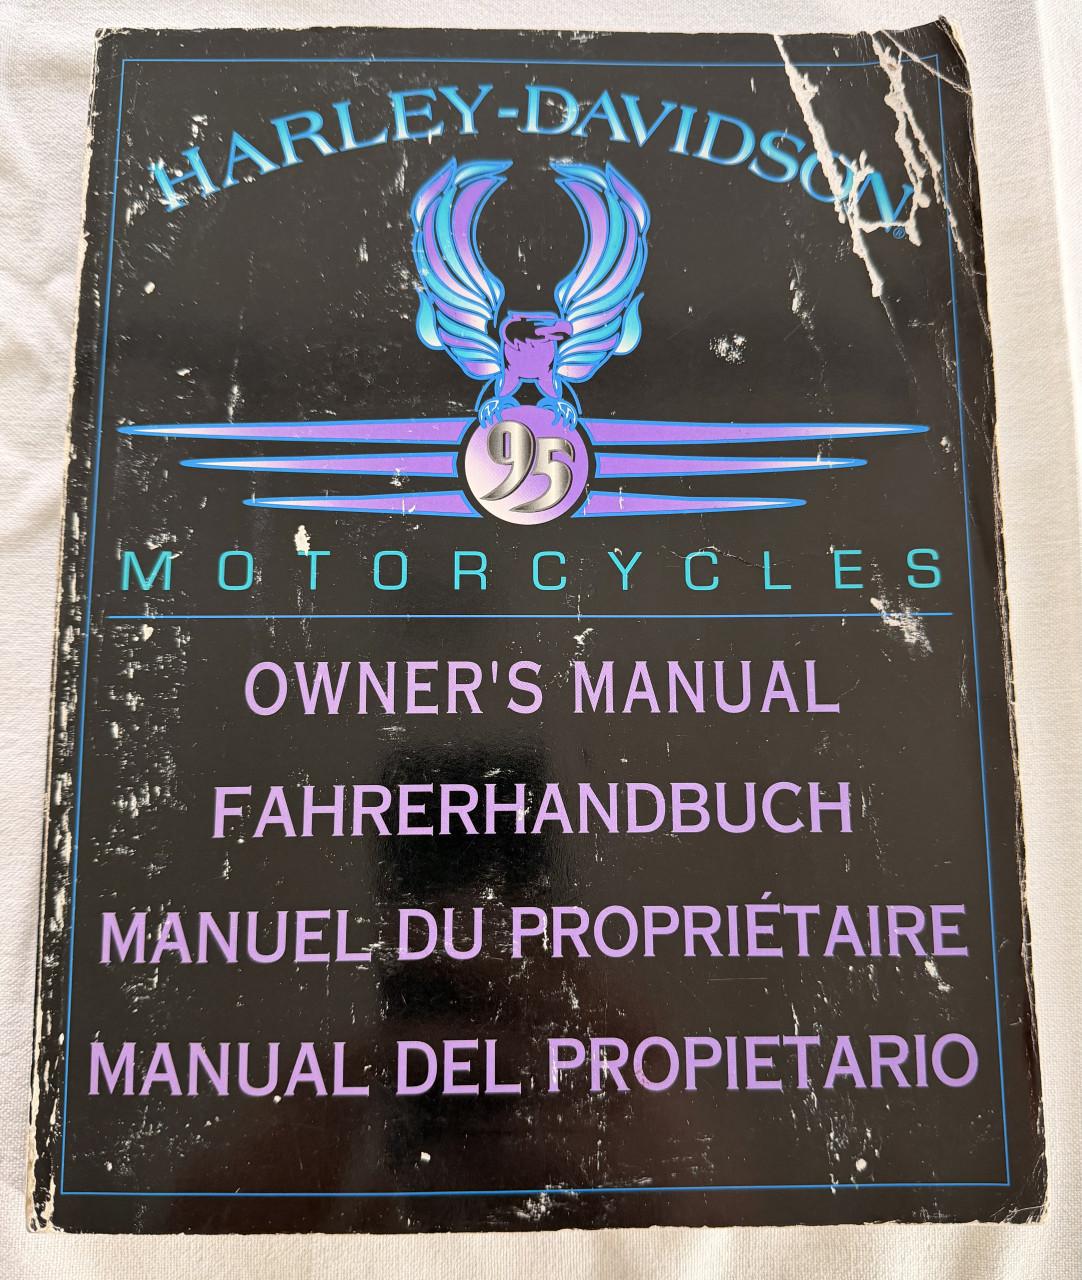 HARLEY-DAVIDSON®
95
MOTORCYCLES
OWNER'S MANUAL
FAHRERHANDBUCH
MANUEL DU PROPRIÉTAIRE
MANUAL DEL PROPIETARIO